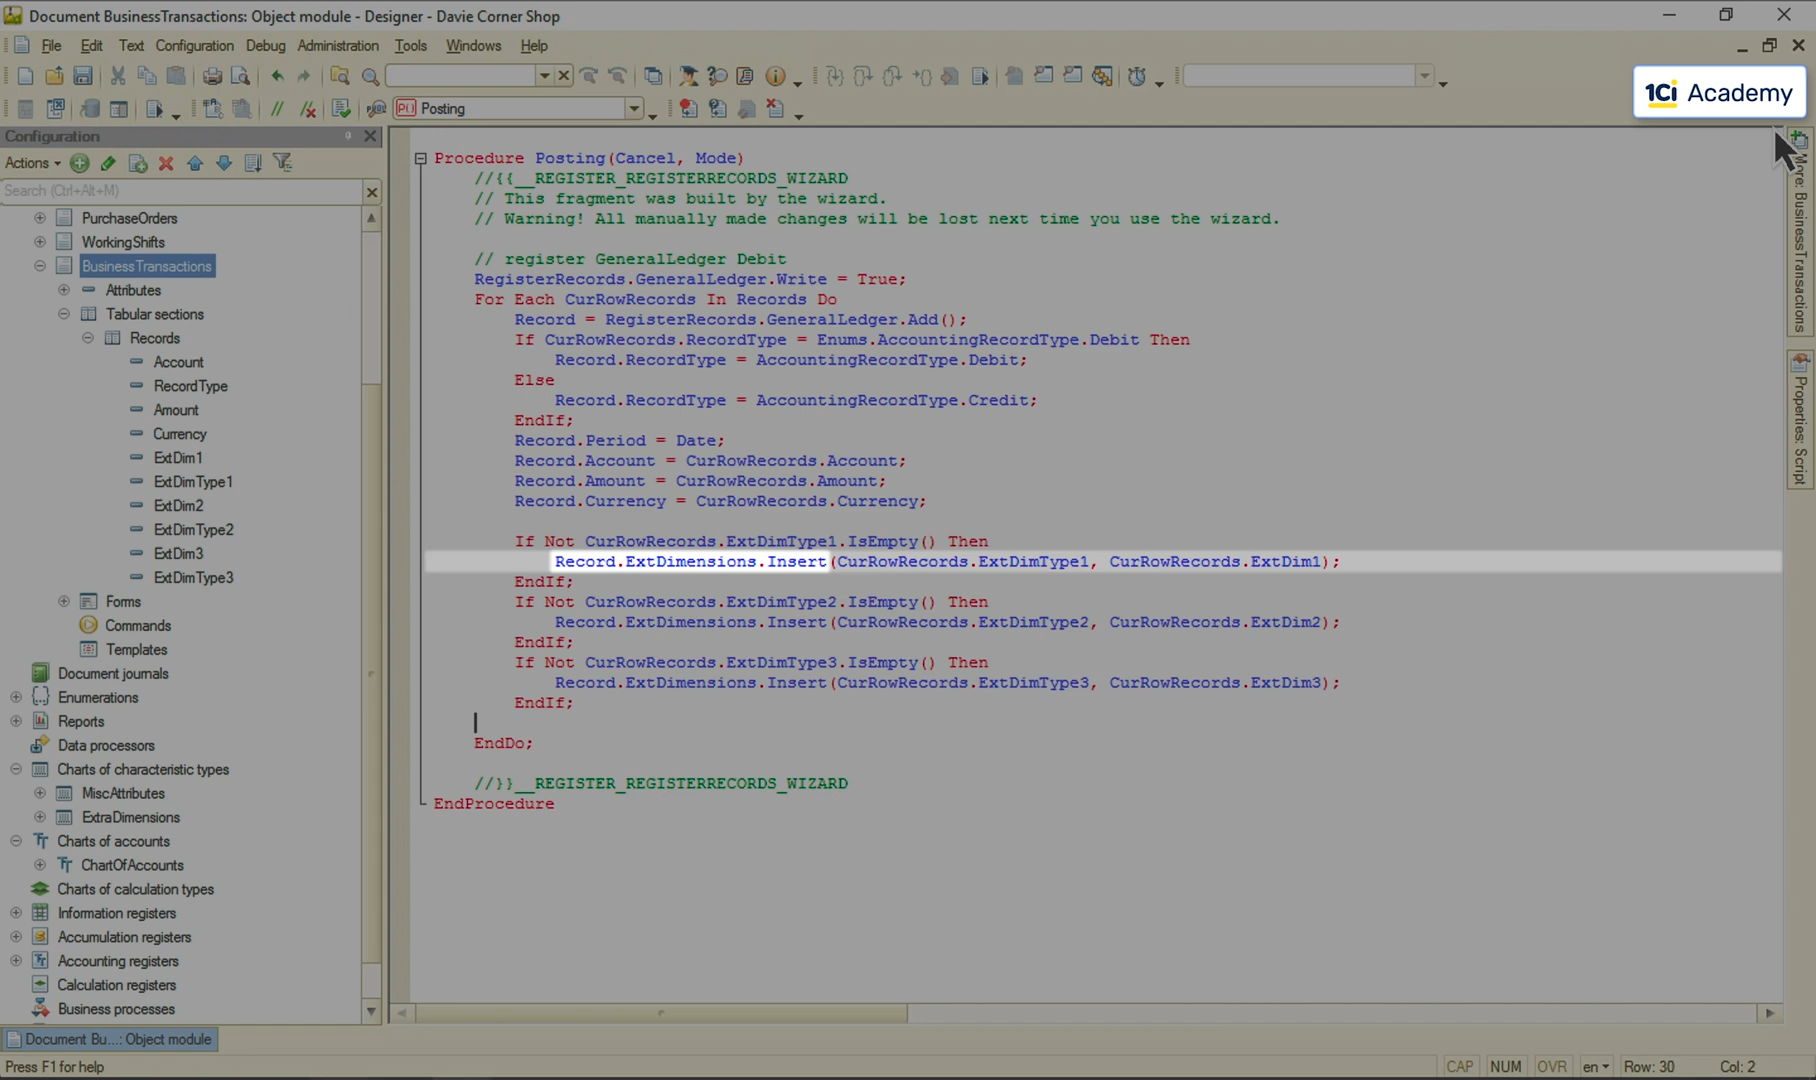 Document BusinessTransactions: Object module - Designer - Davie Corner Shop
File Edit Text Configuration Debug Administration Tools Windows Help
1Ci Academy
Posting
Configuration
Actions
Search (Ctrl+Alt+M)
PurchaseOrders
WorkingShifts
BusinessTransactions
Attributes
Tabular sections
Records
Account
RecordType
Amount
Currency
ExtDim1
ExtDimType1
ExtDim2
ExtDimType2
ExtDim3
ExtDimType3
Forms
Commands
Templates
Document journals
Enumerations
Reports
Data processors
Charts of characteristic types
MiscAttributes
ExtraDimensions
Charts of accounts
ChartOfAccounts
Charts of calculation types
Information registers
Accumulation registers
Accounting registers
Calculation registers
Business processes
Procedure Posting(Cancel, Mode)
//{{__REGISTER_REGISTERRECORDS_WIZARD
// This fragment was built by the wizard.
// Warning! All manually made changes will be lost next time you use the wizard.
// register GeneralLedger Debit
RegisterRecords.GeneralLedger.Write = True;
For Each CurRowRecords In Records Do
Record = RegisterRecords.GeneralLedger.Add();
If CurRowRecords.RecordType = Enums.AccountingRecordType.Debit Then
Record.RecordType = AccountingRecordType.Debit;
Else
Record.RecordType = AccountingRecordType.Credit;
EndIf;
Record.Period = Date;
Record.Account = CurRowRecords.Account;
Record.Amount = CurRowRecords.Amount;
Record.Currency = CurRowRecords.Currency;
If Not CurRowRecords.ExtDimType1.IsEmpty() Then
Record.ExtDimensions.Insert(CurRowRecords.ExtDimType1, CurRowRecords.ExtDim1);
EndIf;
If Not CurRowRecords.ExtDimType2.IsEmpty() Then
Record.ExtDimensions.Insert(CurRowRecords.ExtDimType2, CurRowRecords.ExtDim2);
EndIf;
If Not CurRowRecords.ExtDimType3.IsEmpty() Then
Record.ExtDimensions.Insert(CurRowRecords.ExtDimType3, CurRowRecords.ExtDim3);
EndIf;
EndDo;
//}}__REGISTER_REGISTERRECORDS_WIZARD
EndProcedure
More: BusinessTransactions
Properties: Script
Document Bu...: Object module
Press F1 for help
CAP NUM OVR en Row: 30 Col: 2